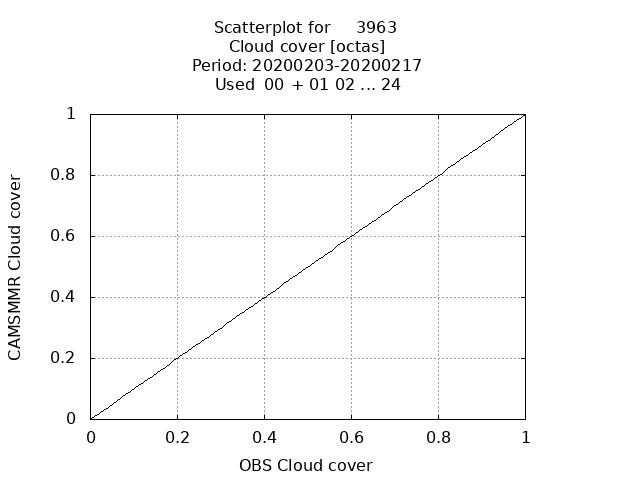 Scatterplot for 3963
Cloud cover [octas]
Period: 20200203-20200217
Used 00 + 01 02 ... 24
CAMSMMR Cloud cover
1
0.8
0.6
0.4
0.2
0
0 0.2 0.4 0.6 0.8 1
OBS Cloud cover